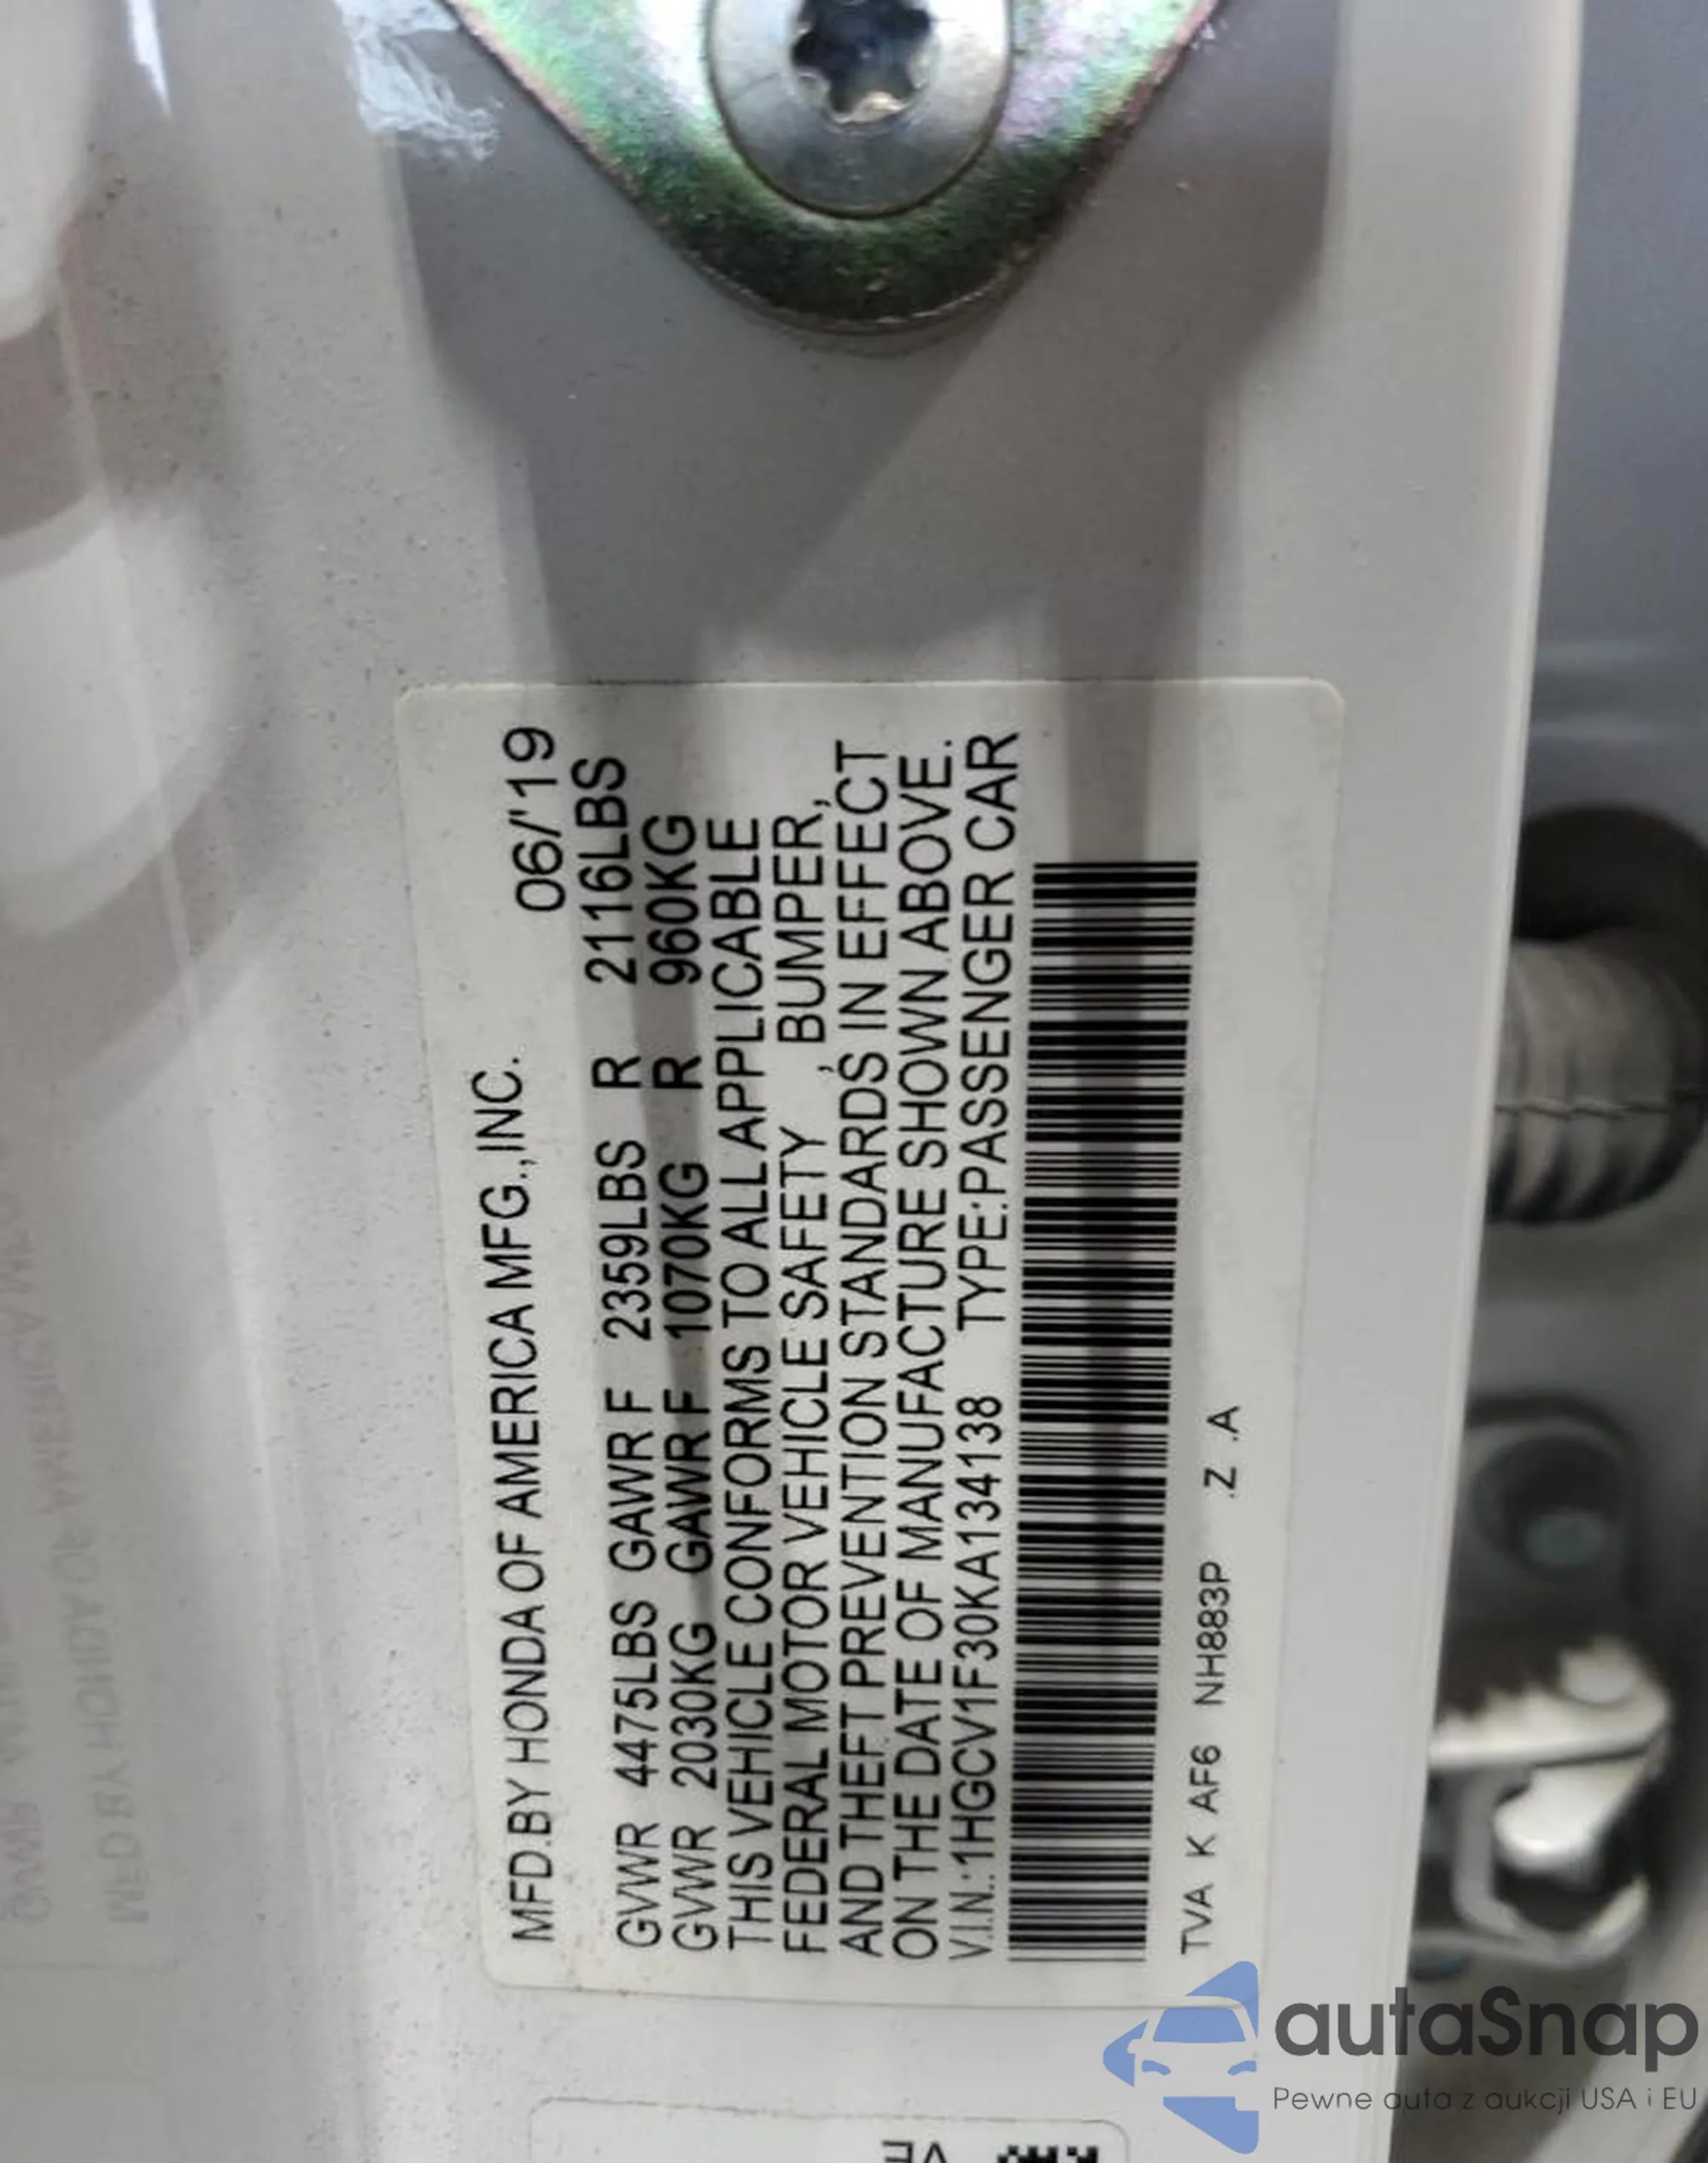 MFD.BY HONDA OF AMERICA MFG.,INC. 06/'19
GVWR 4475LBS GAWR F 2359LBS R 2116LBS
GVWR 2030KG GAWR F 1070KG R 960KG
THIS VEHICLE CONFORMS TO ALL APPLICABLE
FEDERAL MOTOR VEHICLE SAFETY , BUMPER,
AND THEFT PREVENTION STANDARDS IN EFFECT
ON THE DATE OF MANUFACTURE SHOWN ABOVE.
V.I.N.:1HGCV1F30KA134138 TYPE:PASSENGER CAR
TVA K AF6 NH883P .Z .A
autaSnap
Pewne auta z aukcji USA i EU